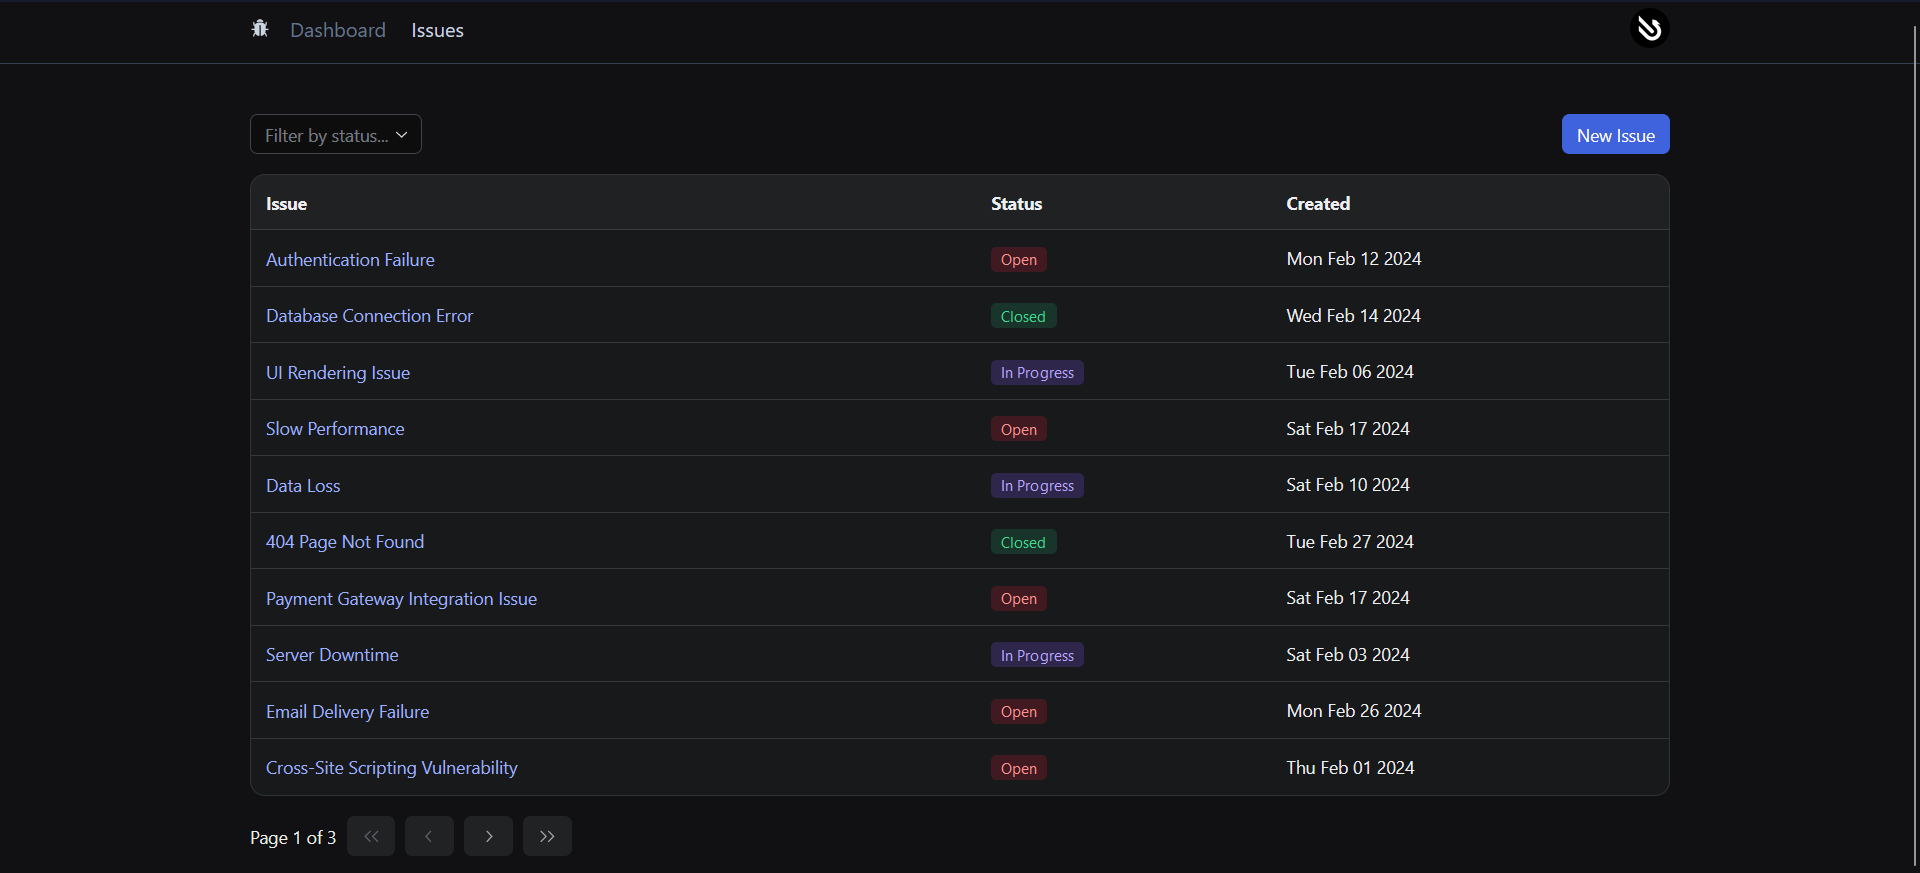 Dashboard Issues
Filter by status... New Issue
Issue Status Created
Authentication Failure Open Mon Feb 12 2024
Database Connection Error Closed Wed Feb 14 2024
UI Rendering Issue In Progress Tue Feb 06 2024
Slow Performance Open Sat Feb 17 2024
Data Loss In Progress Sat Feb 10 2024
404 Page Not Found Closed Tue Feb 27 2024
Payment Gateway Integration Issue Open Sat Feb 17 2024
Server Downtime In Progress Sat Feb 03 2024
Email Delivery Failure Open Mon Feb 26 2024
Cross-Site Scripting Vulnerability Open Thu Feb 01 2024
Page 1 of 3